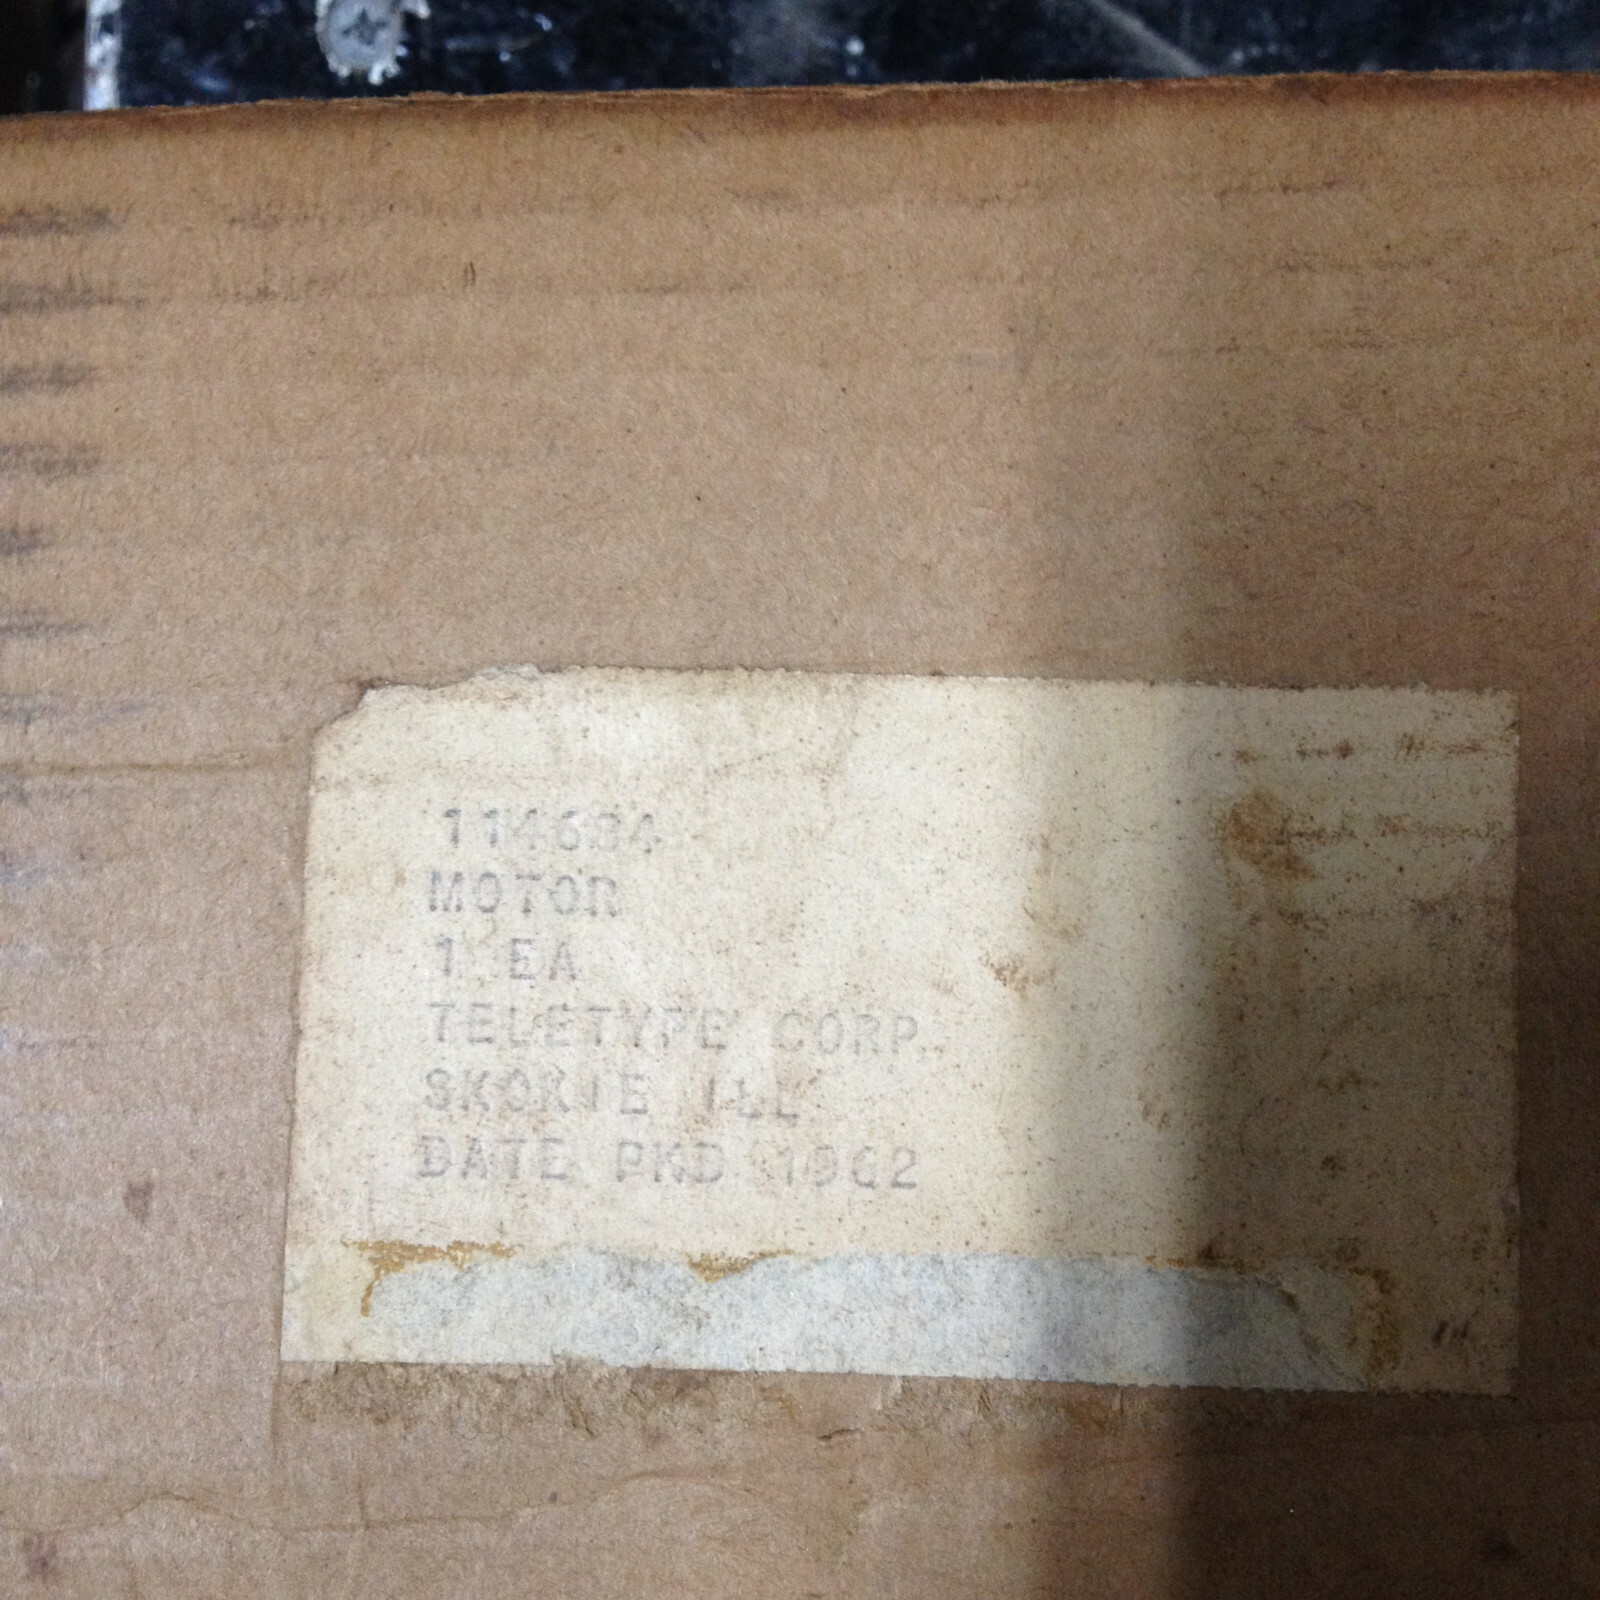 114684
MOTOR
1 EA
TELETYPE CORP.
SKOKIE ILL
DATE PKD 1962